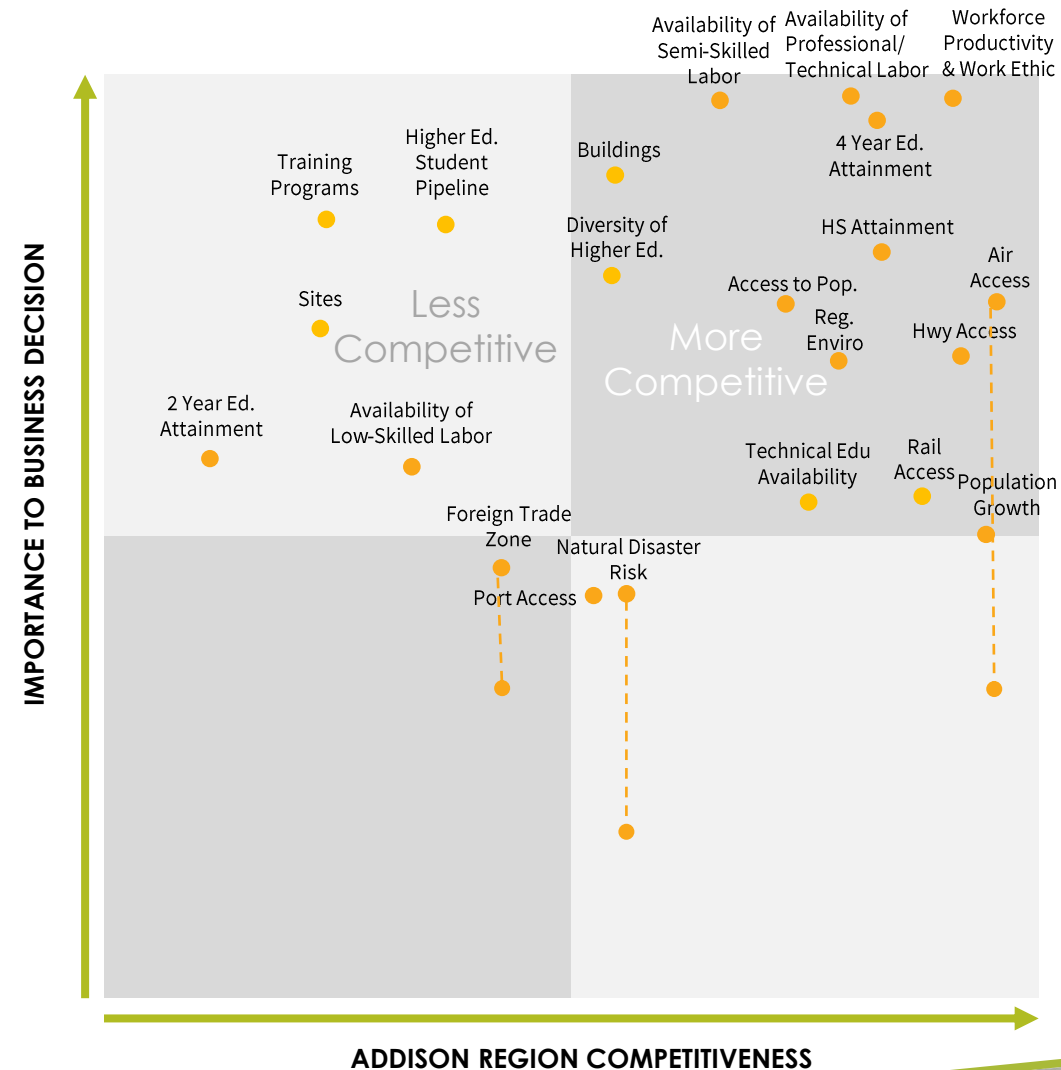 Availability of
Semi-Skilled
Labor
Availability of
Professional/
Technical Labor
Workforce
Productivity
& Work Ethic
4 Year Ed.
Attainment
Buildings
Higher Ed.
Student
Pipeline
Training
Programs
Diversity of
Higher Ed.
HS Attainment
Air
Access
Access to Pop.
Sites
Less
Competitive
More
Competitive
Reg.
Enviro
Hwy Access
2 Year Ed.
Attainment
Availability of
Low-Skilled Labor
Technical Edu
Availability
Rail
Access
Population
Growth
Foreign Trade
Zone
Natural Disaster
Risk
Port Access
IMPORTANCE TO BUSINESS DECISION
ADDISON REGION COMPETITIVENESS